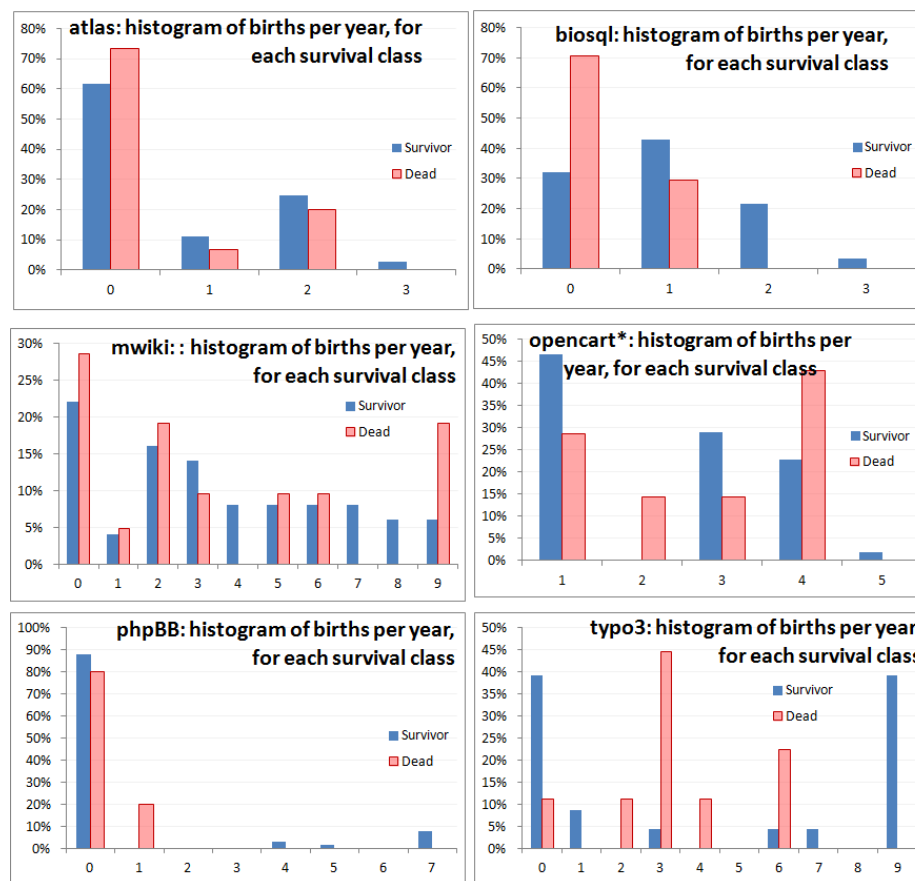 atlas: histogram of births per year, for
each survival class
80%
70%
60%
50%
40%
30%
20%
10%
0%
Survivor
Dead
0 1 2 3
biosql: histogram of births per year,
for each survival class
80%
70%
60%
50%
40%
30%
20%
10%
0%
Survivor
Dead
0 1 2 3
mwiki: : histogram of births per year,
for each survival class
30%
25%
20%
15%
10%
5%
0%
Survivor
Dead
0 1 2 3 4 5 6 7 8 9
opencart*: histogram of births per
year, for each survival class
50%
45%
40%
35%
30%
25%
20%
15%
10%
5%
0%
Survivor
Dead
1 2 3 4 5
phpBB: histogram of births per year,
for each survival class
100%
90%
80%
70%
60%
50%
40%
30%
20%
10%
0%
Survivor
Dead
0 1 2 3 4 5 6 7
typo3: histogram of births per year
for each survival class
50%
45%
40%
35%
30%
25%
20%
15%
10%
5%
0%
Survivor
Dead
0 1 2 3 4 5 6 7 8 9